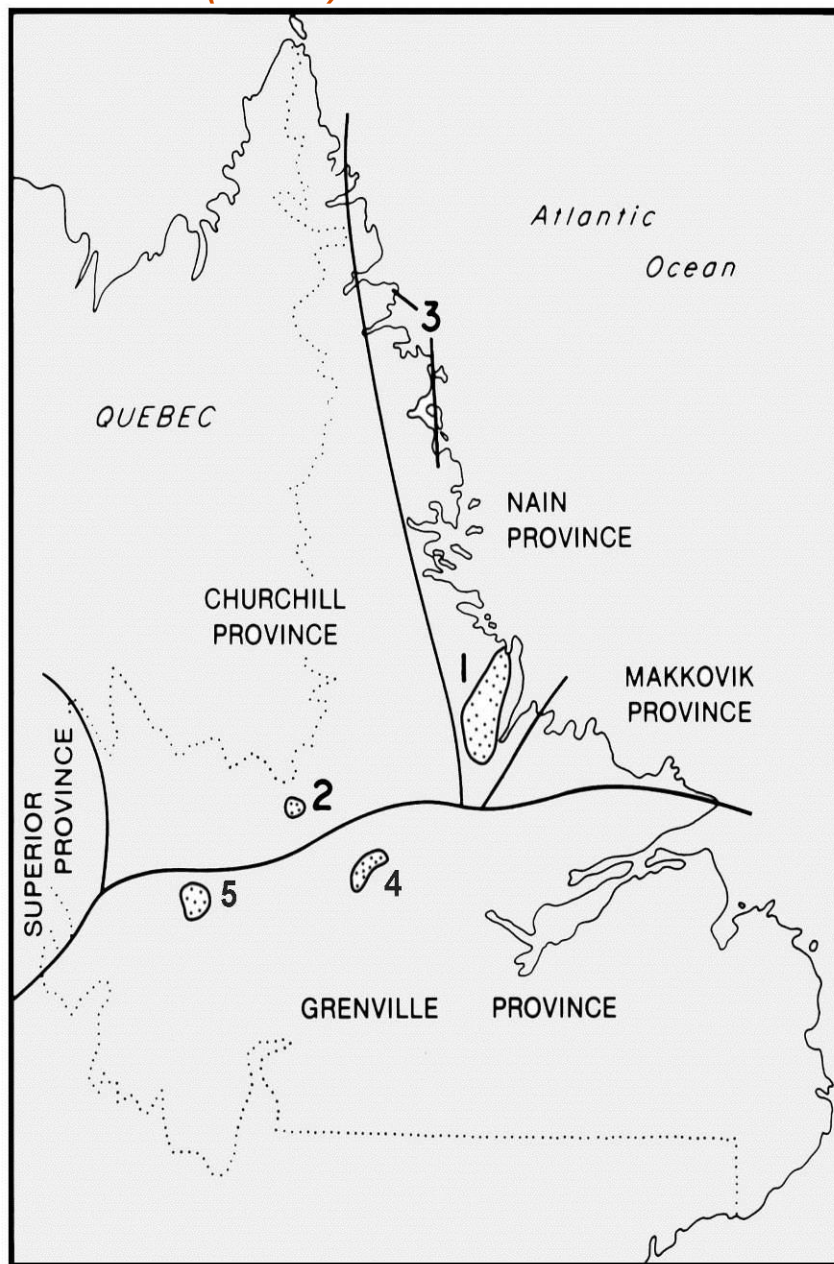 Atlantic
Ocean
3
QUEBEC
NAIN
PROVINCE
CHURCHILL
PROVINCE
1
MAKKOVIK
PROVINCE
SUPERIOR
PROVINCE
2
5
4
GRENVILLE PROVINCE